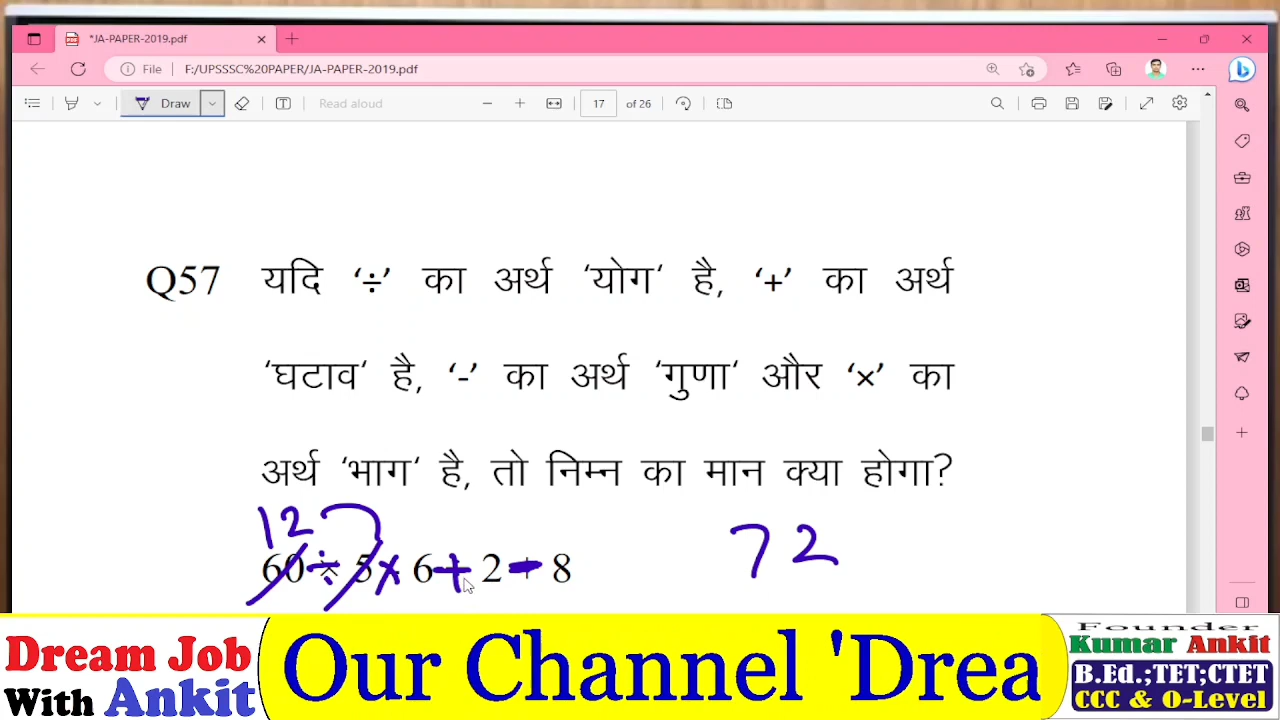 *JA-PAPER-2019.pdf
File F:/UPSSSC%20PAPER/JA-PAPER-2019.pdf
Draw Read aloud 17 of 26
Q57 यदि ‘÷’ का अर्थ ‘योग‘ है, ‘+’ का अर्थ
‘घटाव‘ है, ‘-’ का अर्थ ‘गुणा‘ और ‘×’ का
अर्थ ‘भाग‘ है, तो निम्न का मान क्या होगा?
12
72
60 ÷ 5 × 6 + 2 - 8
Dream Job
With Ankit
Our Channel 'Drea
Founder
Kumar Ankit
B.Ed.;TET;CTET
CCC & O-Level